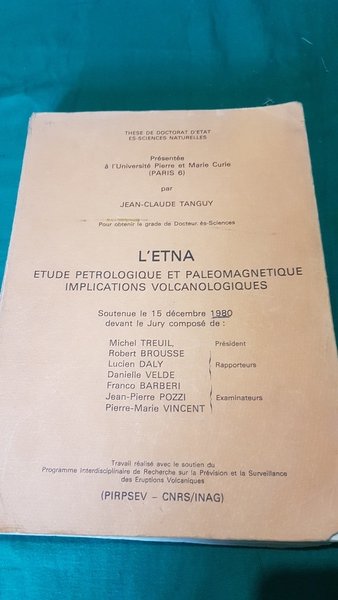 THESE DE DOCTORAT D'ETAT
ES-SCIENCES NATURELLES
Présentée
à l'Université Pierre et Marie Curie
(PARIS 6)
par
JEAN-CLAUDE TANGUY
Pour obtenir le grade de Docteur ès-Sciences
L'ETNA
ETUDE PETROLOGIQUE ET PALEOMAGNETIQUE
IMPLICATIONS VOLCANOLOGIQUES
Soutenue le 15 décembre 1980
devant le Jury composé de :
Michel TREUIL, Président
Robert BROUSSE
Lucien DALY Rapporteurs
Danielle VELDE
Franco BARBERI
Jean-Pierre POZZI Examinateurs
Pierre-Marie VINCENT
Travail réalisé avec le soutien du
Programme Interdisciplinaire de Recherche sur la Prévision et la Surveillance
des Eruptions Volcaniques
(PIRPSEV - CNRS/INAG)